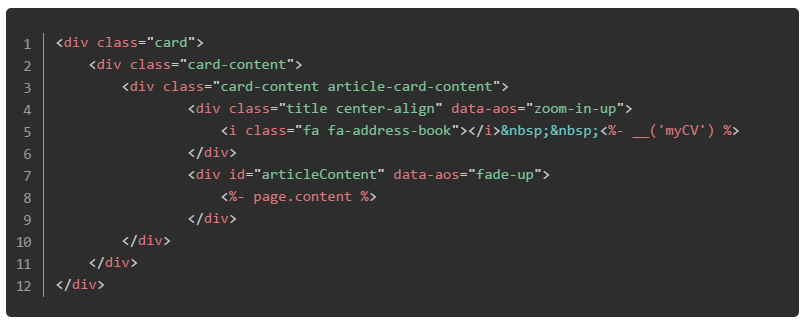 1 <div class="card">
2     <div class="card-content">
3         <div class="card-content article-card-content">
4                 <div class="title center-align" data-aos="zoom-in-up">
5                     <i class="fa fa-address-book"></i>&nbsp;&nbsp;<%- __('myCV') %>
6                 </div>
7                 <div id="articleContent" data-aos="fade-up">
8                     <%- page.content %>
9                 </div>
10         </div>
11     </div>
12 </div>